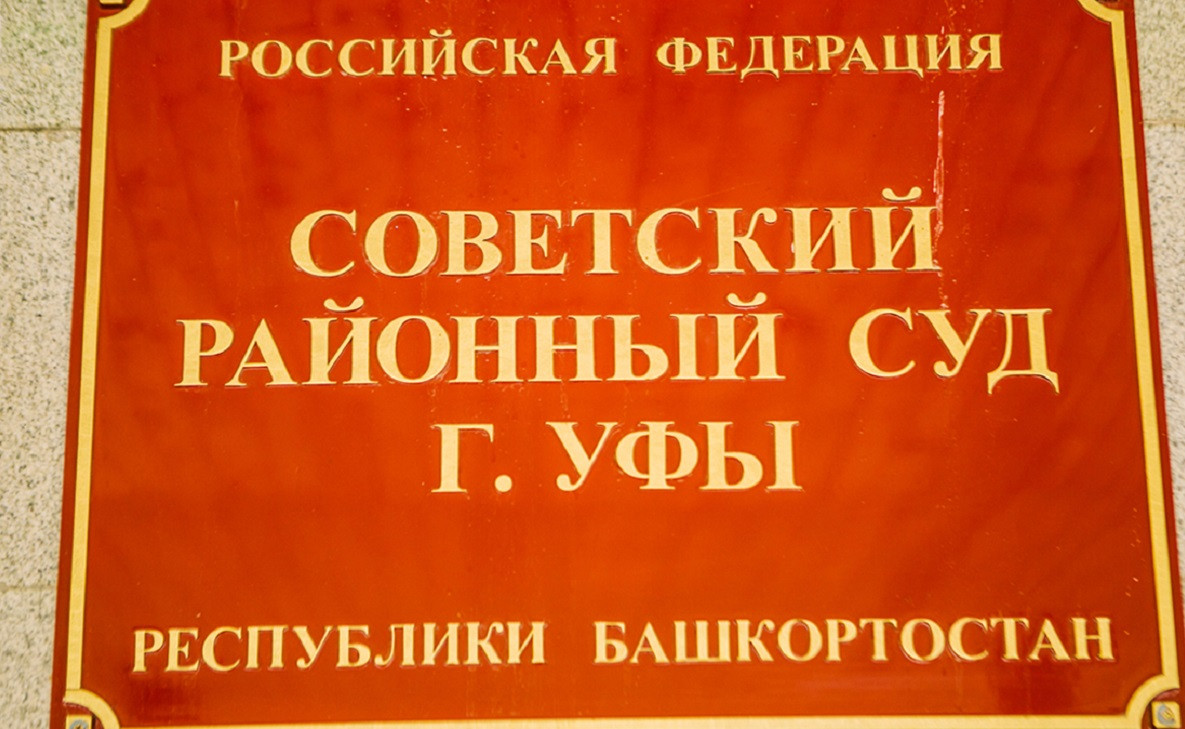 РОССИЙСКАЯ ФЕДЕРАЦИЯ
СОВЕТСКИЙ
РАЙОННЫЙ СУД
Г. УФЫ
РЕСПУБЛИКИ БАШКОРТОСТАН